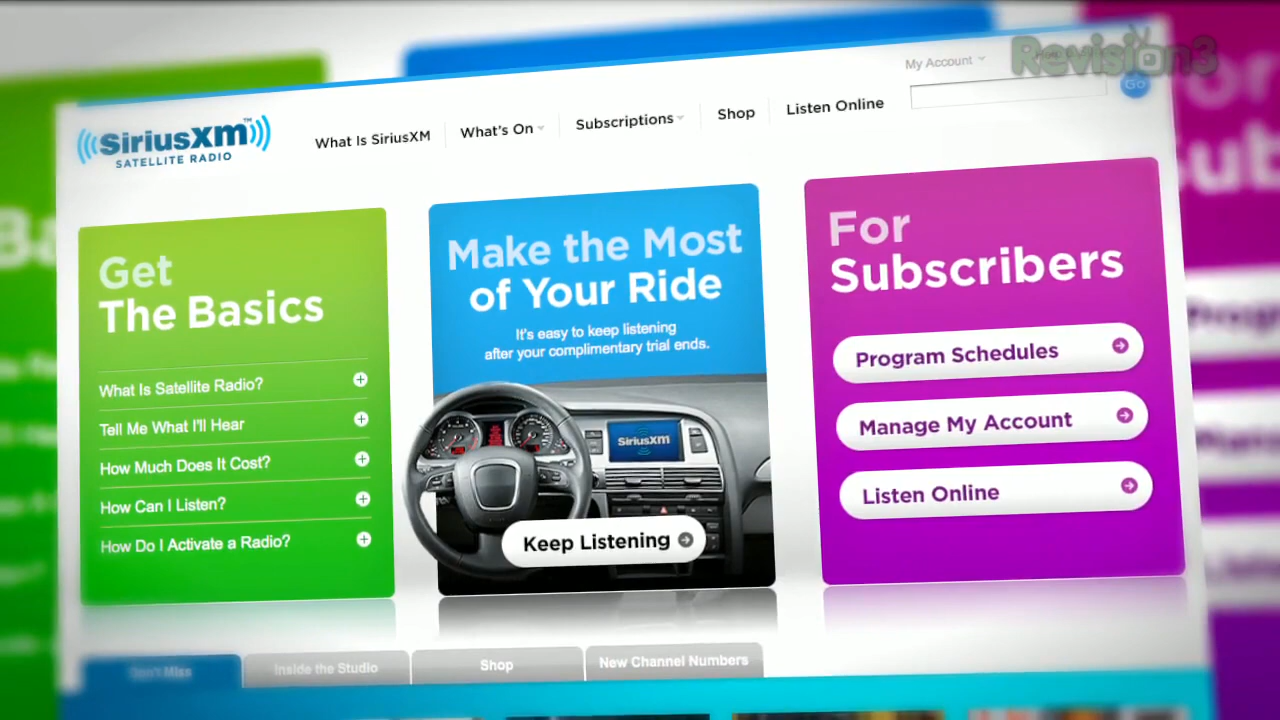 Revision3
My Account
Go
SiriusXM™
SATELLITE RADIO
What Is SiriusXM
What's On
Subscriptions
Shop
Listen Online
Get
The Basics
What Is Satellite Radio?
Tell Me What I'll Hear
How Much Does It Cost?
How Can I Listen?
How Do I Activate a Radio?
Make the Most
of Your Ride
It's easy to keep listening
after your complimentary trial ends.
SiriusXM
Keep Listening
For
Subscribers
Program Schedules
Manage My Account
Listen Online
Don't Miss
Inside the Studio
Shop
New Channel Numbers